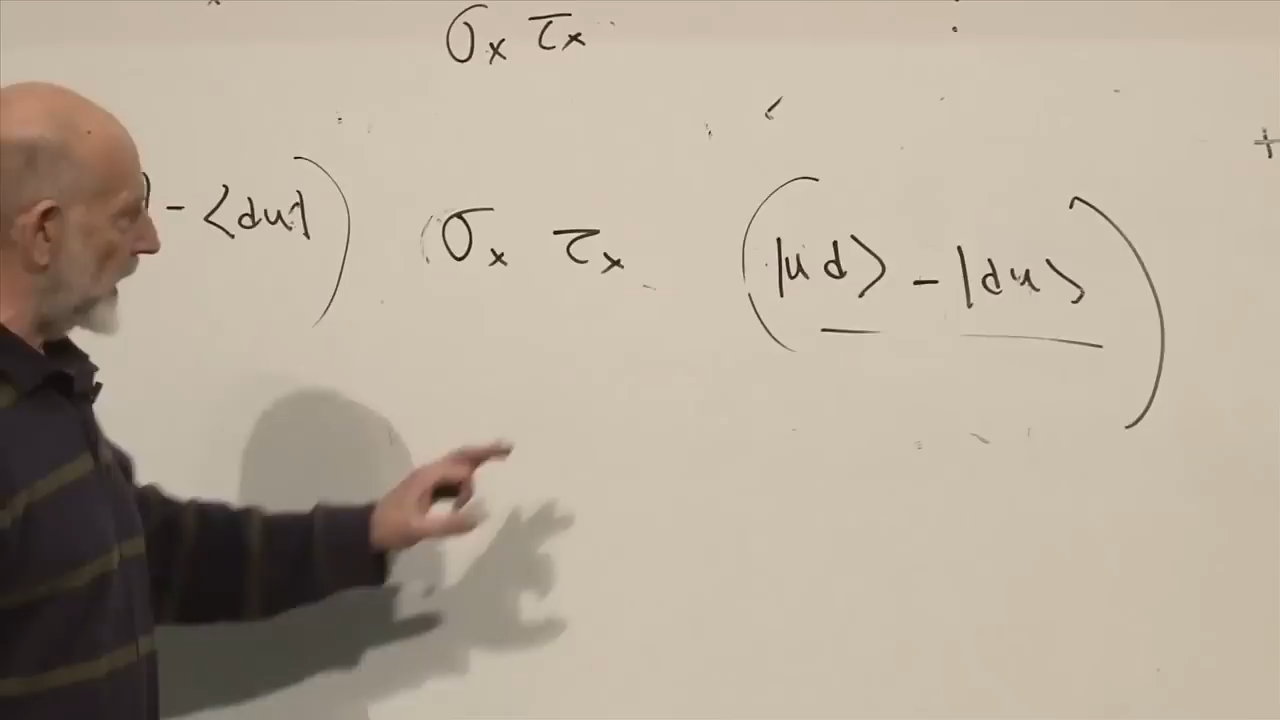 σx τx
- ⟨du|) σx τx (|ud⟩ - |du⟩)
+